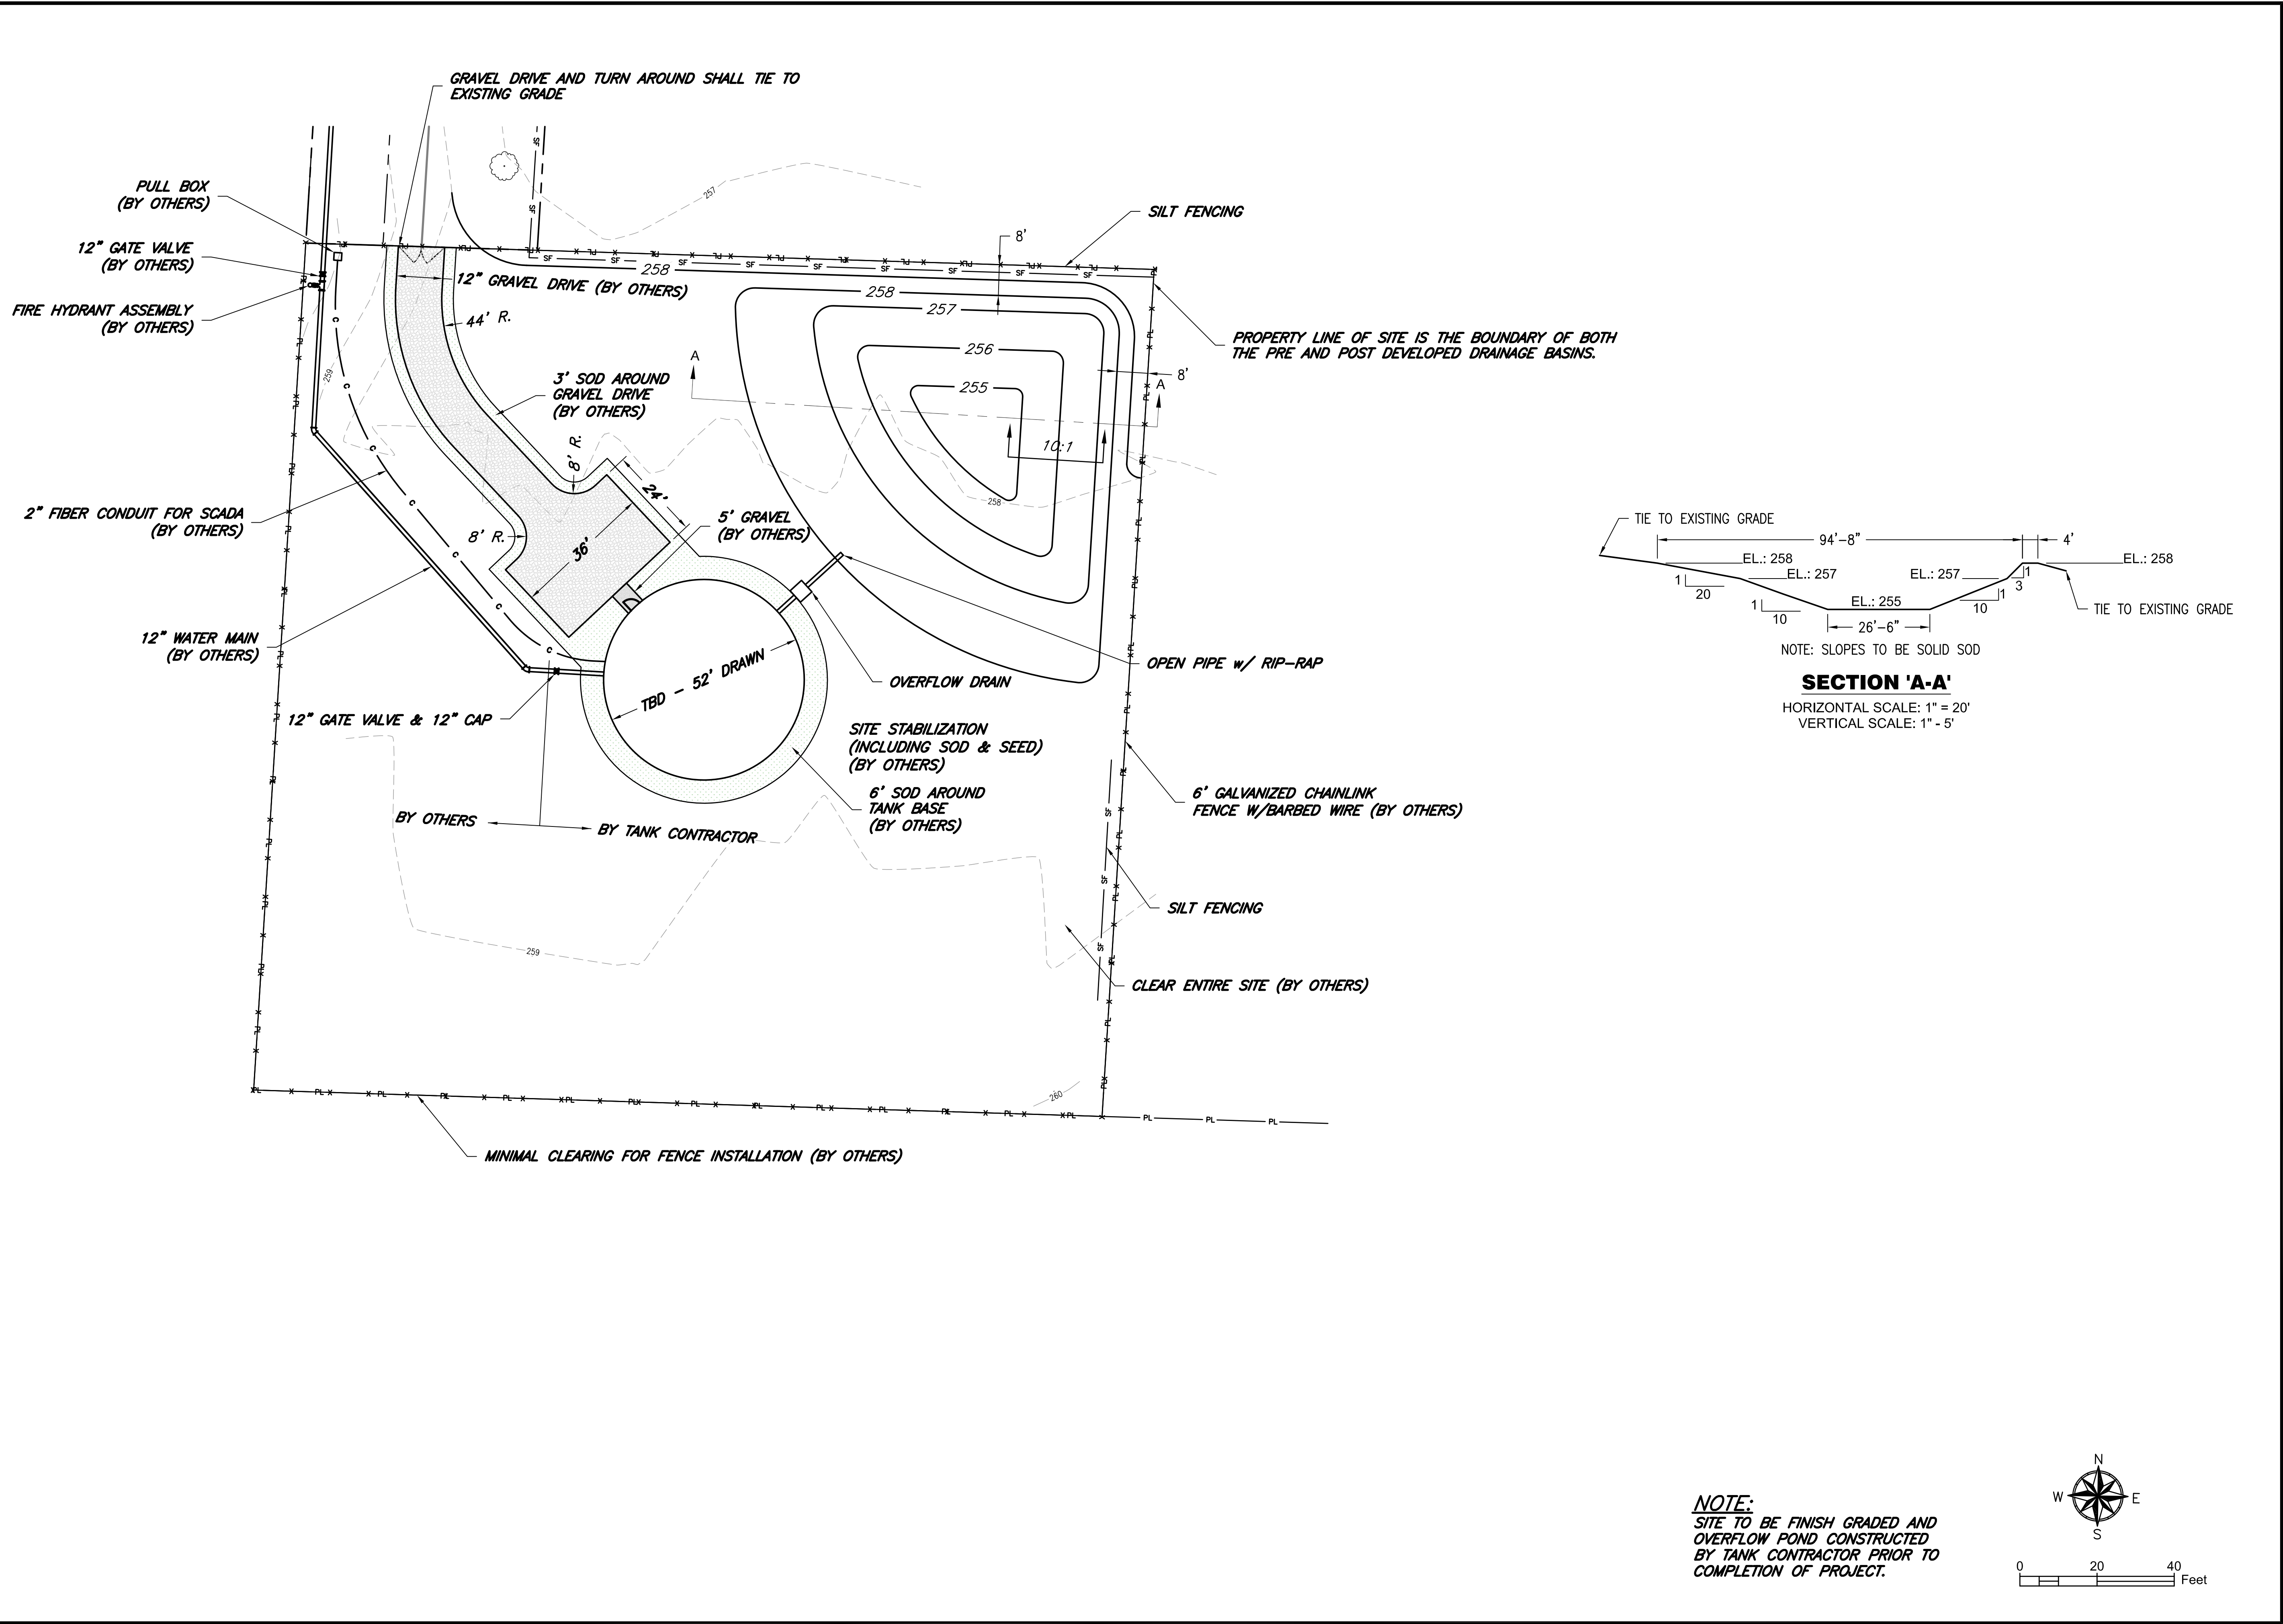 GRAVEL DRIVE AND TURN AROUND SHALL TIE TO
EXISTING GRADE
PULL BOX
(BY OTHERS)
12" GATE VALVE
(BY OTHERS)
FIRE HYDRANT ASSEMBLY
(BY OTHERS)
257
SILT FENCING
8'
258
12" GRAVEL DRIVE (BY OTHERS)
44' R.
258
257
256
255
PROPERTY LINE OF SITE IS THE BOUNDARY OF BOTH
THE PRE AND POST DEVELOPED DRAINAGE BASINS.
8'
A
A
259
3' SOD AROUND
GRAVEL DRIVE
(BY OTHERS)
8' R.
10:1
24'
258
2" FIBER CONDUIT FOR SCADA
(BY OTHERS)
5' GRAVEL
(BY OTHERS)
8' R.
36'
12" WATER MAIN
(BY OTHERS)
OPEN PIPE w/ RIP-RAP
OVERFLOW DRAIN
TBD - 52' DRAWN
12" GATE VALVE & 12" CAP
SITE STABILIZATION
(INCLUDING SOD & SEED)
(BY OTHERS)
6' SOD AROUND
TANK BASE
(BY OTHERS)
6' GALVANIZED CHAINLINK
FENCE W/BARBED WIRE (BY OTHERS)
BY OTHERS
BY TANK CONTRACTOR
SILT FENCING
259
CLEAR ENTIRE SITE (BY OTHERS)
260
MINIMAL CLEARING FOR FENCE INSTALLATION (BY OTHERS)
PL
SF
C
TIE TO EXISTING GRADE
94'-8"
4'
EL.: 258
EL.: 258
EL.: 257
EL.: 257
1
20
1
10
EL.: 255
1
3
1
10
26'-6"
TIE TO EXISTING GRADE
NOTE: SLOPES TO BE SOLID SOD
SECTION 'A-A'
HORIZONTAL SCALE: 1" = 20'
VERTICAL SCALE: 1" - 5'
NOTE:
SITE TO BE FINISH GRADED AND
OVERFLOW POND CONSTRUCTED
BY TANK CONTRACTOR PRIOR TO
COMPLETION OF PROJECT.
N
W
E
S
0 20 40
Feet